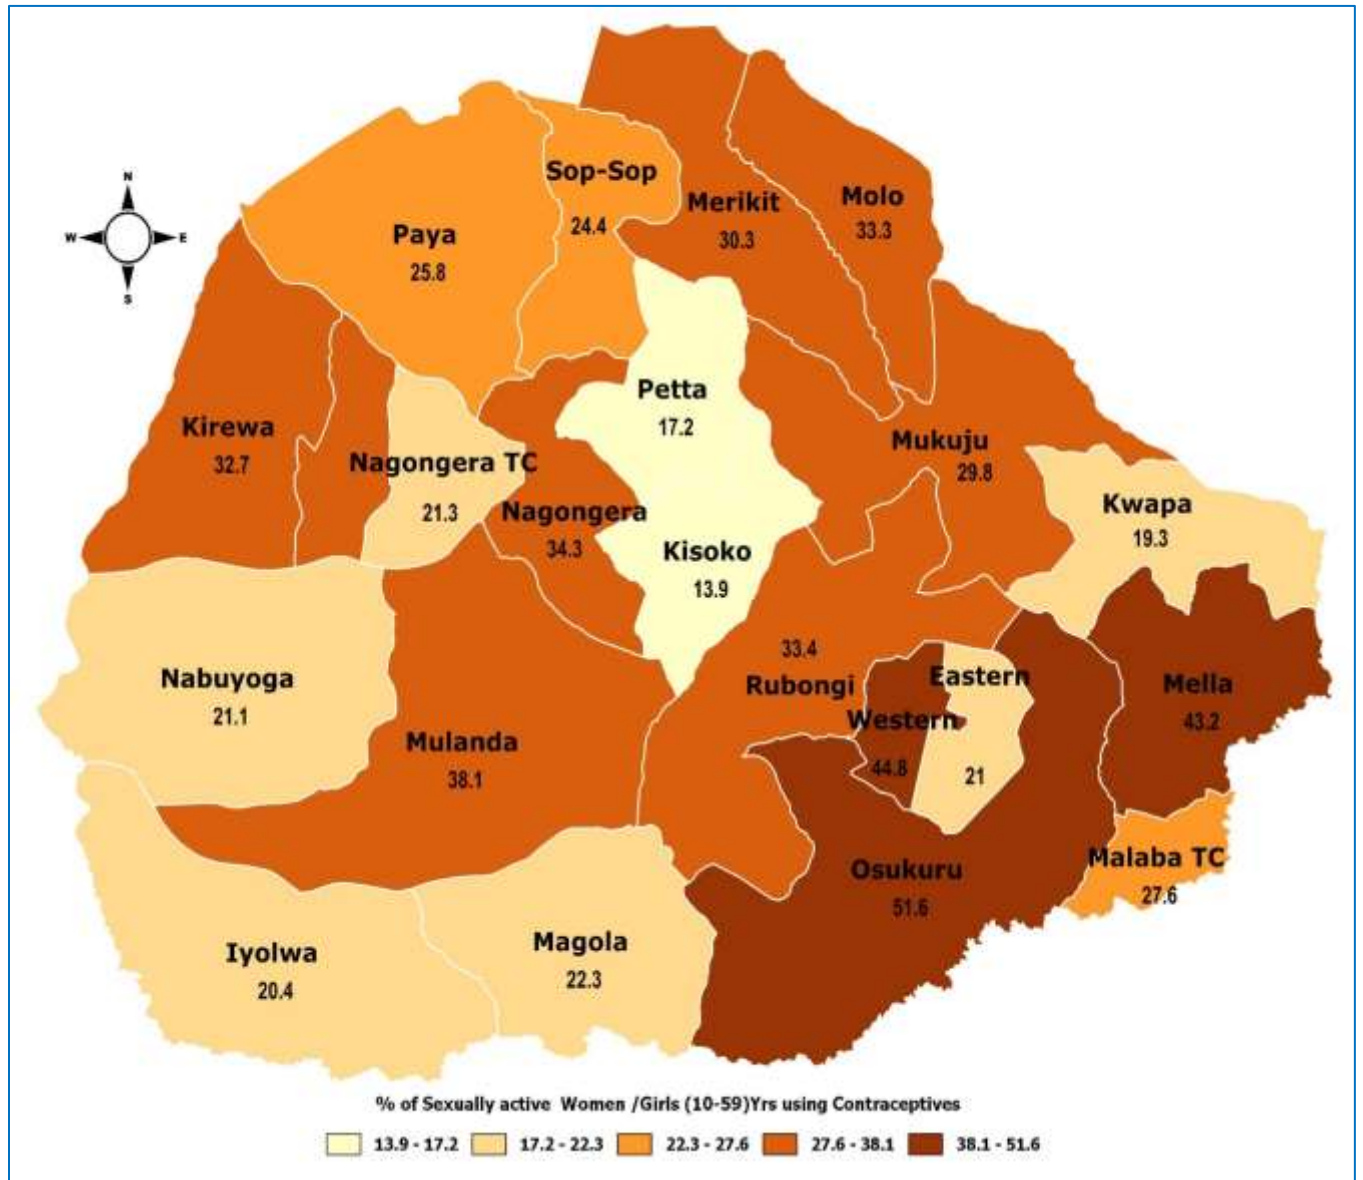 Sop-Sop
24.4
Merikit
30.3
Molo
33.3
N
W
E
S
Paya
25.8
Petta
17.2
Kirewa
32.7
Nagongera TC
21.3
Nagongera
34.3
Mukuju
29.8
Kwapa
19.3
Kisoko
13.9
33.4
Rubongi
Eastern
21
Western
44.8
Mella
43.2
Nabuyoga
21.1
Mulanda
38.1
Malaba TC
27.6
Osukuru
51.6
Iyolwa
20.4
Magola
22.3
% of Sexually active Women /Girls (10-59)Yrs using Contraceptives
13.9 - 17.2 17.2 - 22.3 22.3 - 27.6 27.6 - 38.1 38.1 - 51.6